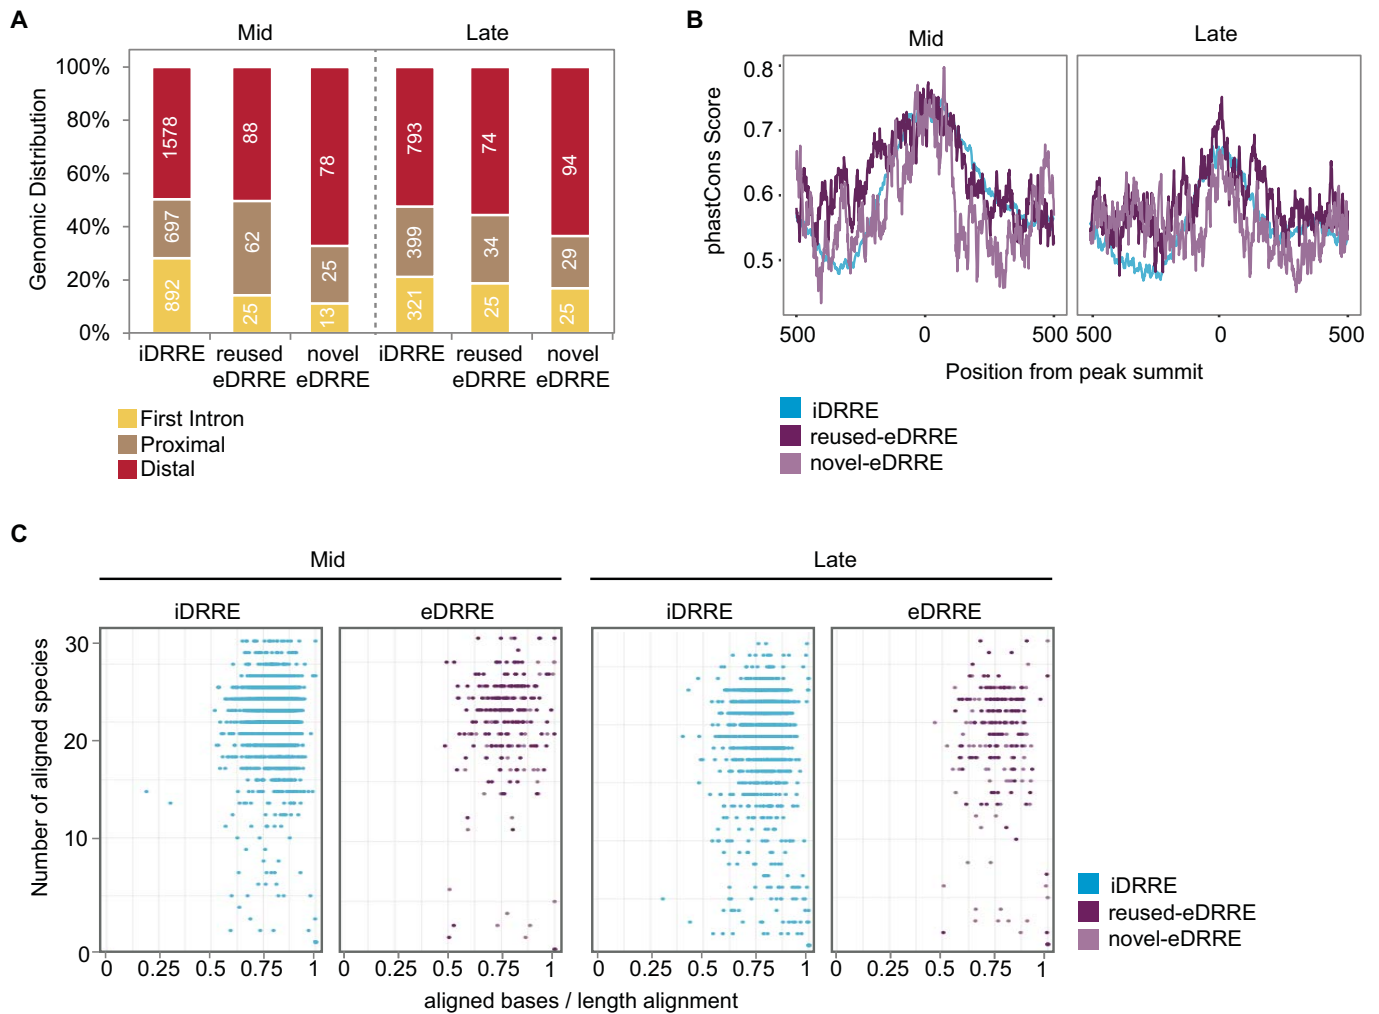 A
Mid
Late
Genomic Distribution
100%
80%
60%
40%
20%
0%
1578
697
892
88
62
25
78
25
13
793
399
321
74
34
25
94
29
25
iDRRE
reused
eDRRE
novel
eDRRE
iDRRE
reused
eDRRE
novel
eDRRE
First Intron
Proximal
Distal
B
Mid
Late
phastCons Score
0.8
0.7
0.6
0.5
500
0
500
500
0
500
Position from peak summit
iDRRE
reused-eDRRE
novel-eDRRE
C
Mid
Late
iDRRE
eDRRE
iDRRE
eDRRE
Number of aligned species
30
20
10
0
0 0.25 0.5 0.75 1
0 0.25 0.5 0.75 1
0 0.25 0.5 0.75 1
0 0.25 0.5 0.75 1
aligned bases / length alignment
iDRRE
reused-eDRRE
novel-eDRRE